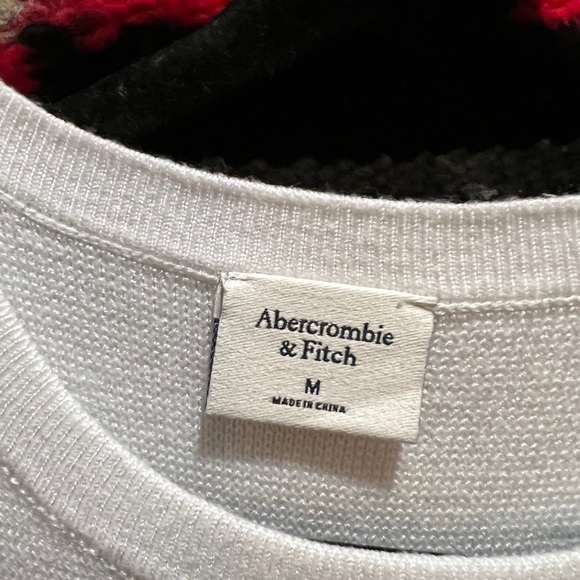 Abercrombie
& Fitch
M
MADE IN CHINA